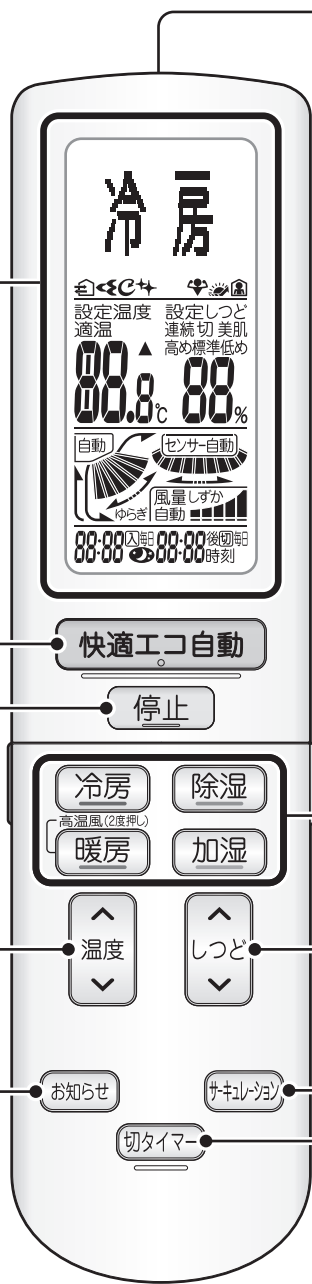 冷房
設定温度 設定しつど
適温 連続 切 美肌
▲ 高め標準低め
88.8℃ 88%
自動 センサー自動
風量 しずか
ゆらぎ 自動
88:88 入 毎日 88:88 後 切 毎日
時刻
快適エコ自動
停止
冷房 除湿
高温風(2度押し)
暖房 加湿
温度 しつど
お知らせ サーキュレーション
切タイマー